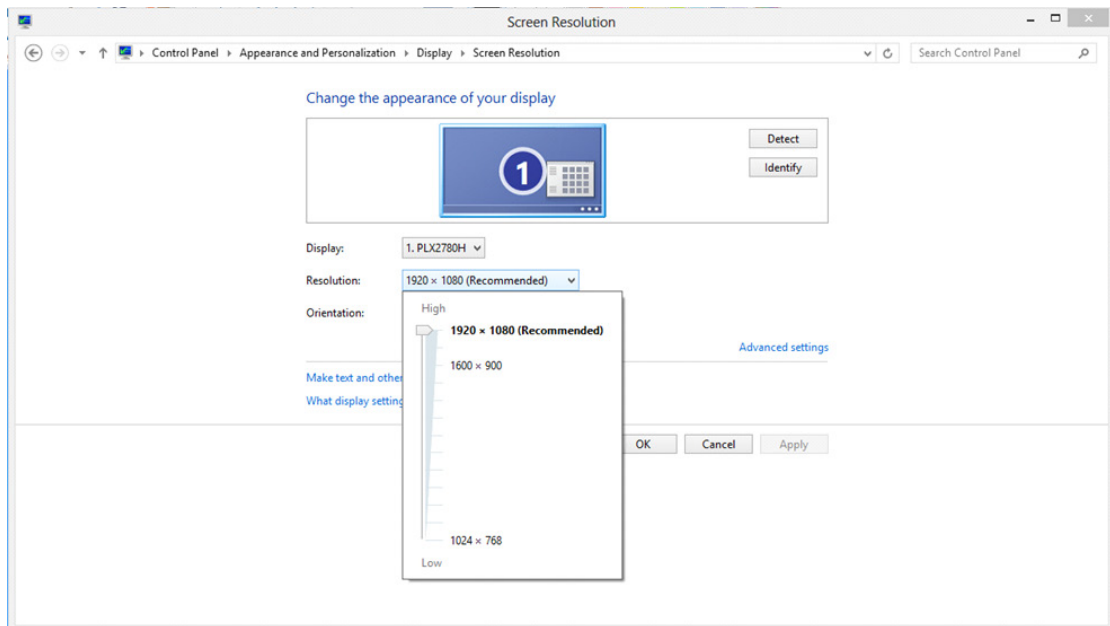 Screen Resolution
Control Panel Appearance and Personalization Display Screen Resolution
Search Control Panel
Change the appearance of your display
1
Detect
Identify
Display: 1. PLX2780H
Resolution: 1920 × 1080 (Recommended)
Orientation:
High
1920 × 1080 (Recommended)
Advanced settings
1600 × 900
Make text and other
What display setting
OK Cancel Apply
1024 × 768
Low